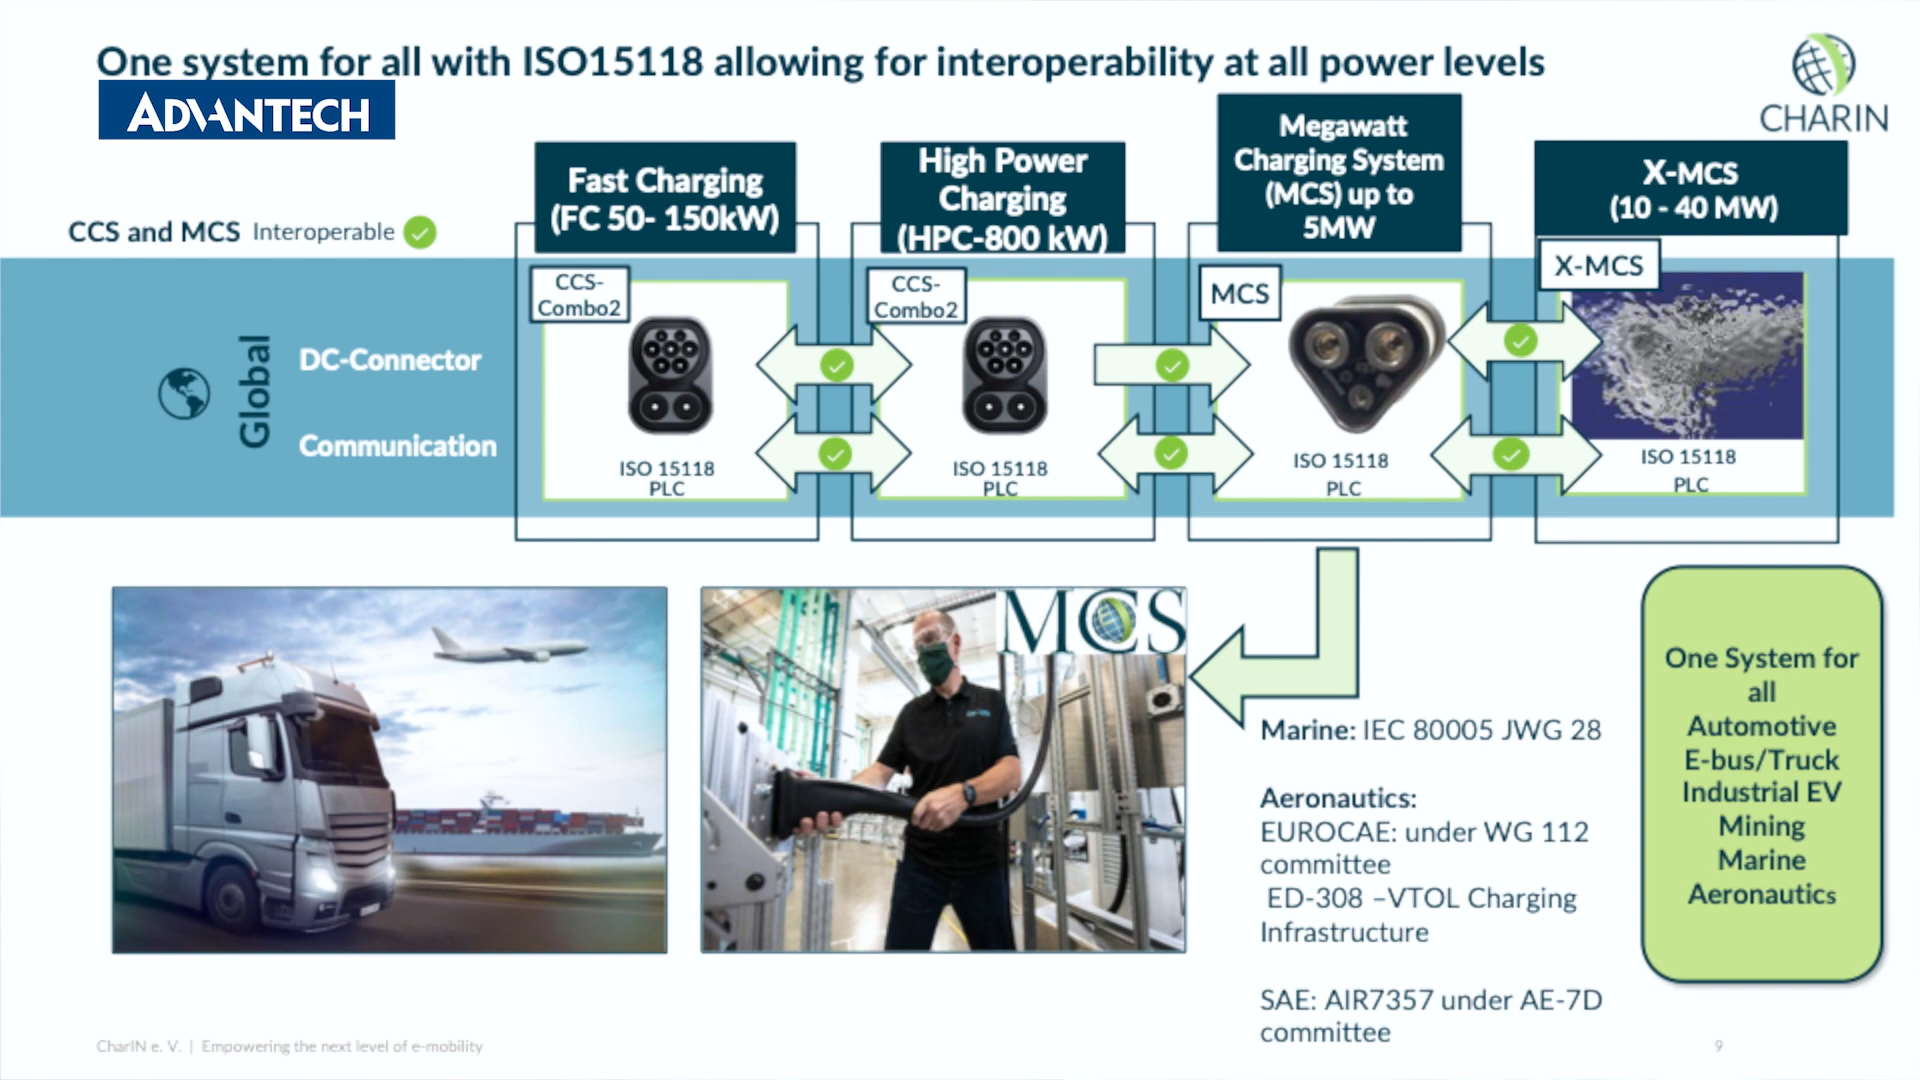 One system for all with ISO15118 allowing for interoperability at all power levels
ADVANTECH
CHARIN
Fast Charging
(FC 50- 150kW)
High Power
Charging
(HPC-800 kW)
Megawatt
Charging System
(MCS) up to
5MW
X-MCS
(10 - 40 MW)
CCS and MCS Interoperable
CCS-
Combo2
CCS-
Combo2
MCS
X-MCS
Global
DC-Connector
Communication
ISO 15118
PLC
ISO 15118
PLC
ISO 15118
PLC
ISO 15118
PLC
MCS
Marine: IEC 80005 JWG 28
Aeronautics:
EUROCAE: under WG 112
committee
ED-308 –VTOL Charging
Infrastructure
SAE: AIR7357 under AE-7D
committee
One System for
all
Automotive
E-bus/Truck
Industrial EV
Mining
Marine
Aeronautics
CharIN e. V. | Empowering the next level of e-mobility
9